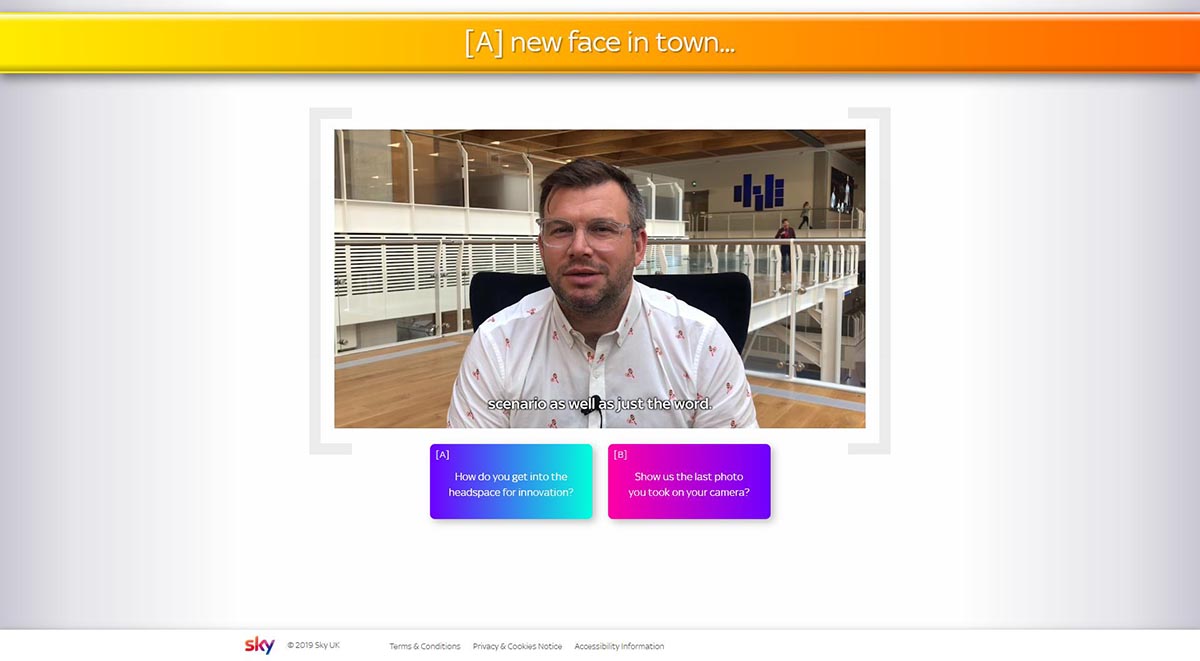 [A] new face in town...
scenario as well as just the word.
[A]
How do you get into the
headspace for innovation?
[B]
Show us the last photo
you took on your camera?
sky
© 2019 Sky UK
Terms & Conditions
Privacy & Cookies Notice
Accessibility Information